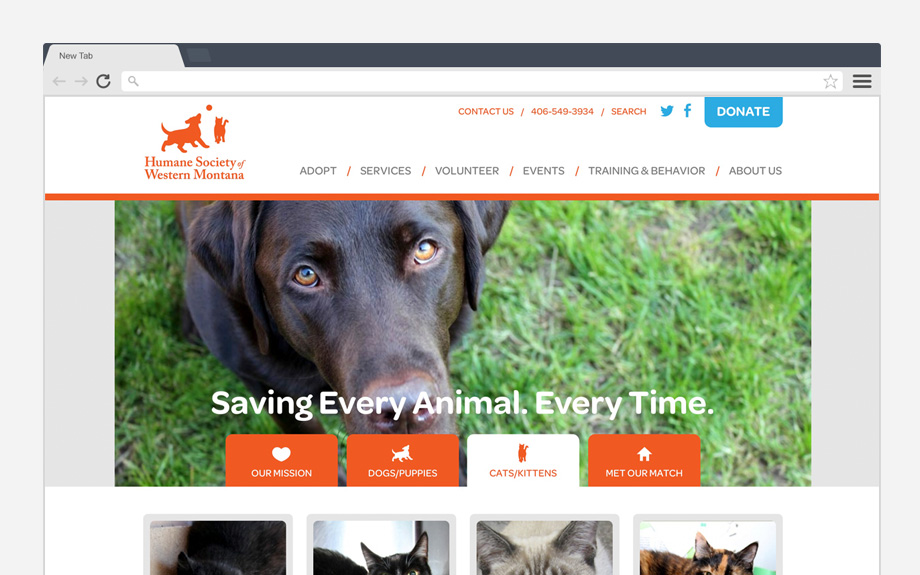 New Tab
CONTACT US / 406-549-3934 / SEARCH
DONATE
Humane Society of
Western Montana
ADOPT / SERVICES / VOLUNTEER / EVENTS / TRAINING & BEHAVIOR / ABOUT US
Saving Every Animal. Every Time.
OUR MISSION
DOGS/PUPPIES
CATS/KITTENS
MET OUR MATCH